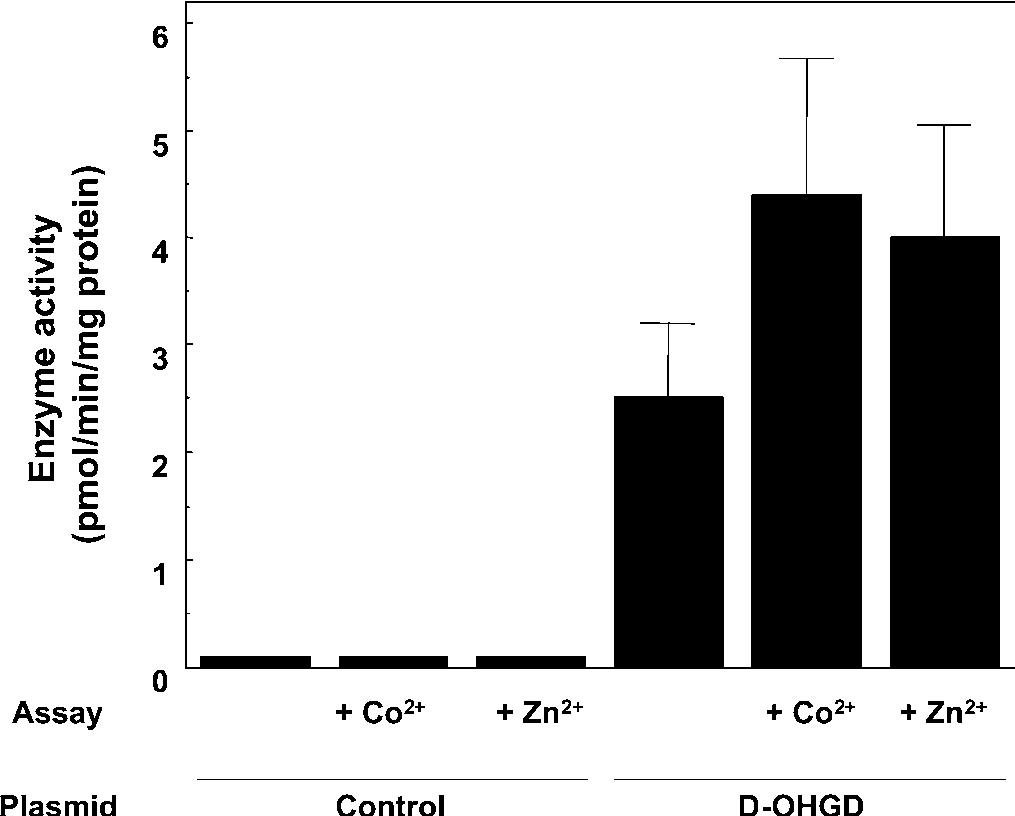 Enzyme activity
(pmol/min/mg protein)
6
5
4
3
2
1
0
Assay + Co²⁺ + Zn²⁺ + Co²⁺ + Zn²⁺
Plasmid Control D-OHGD